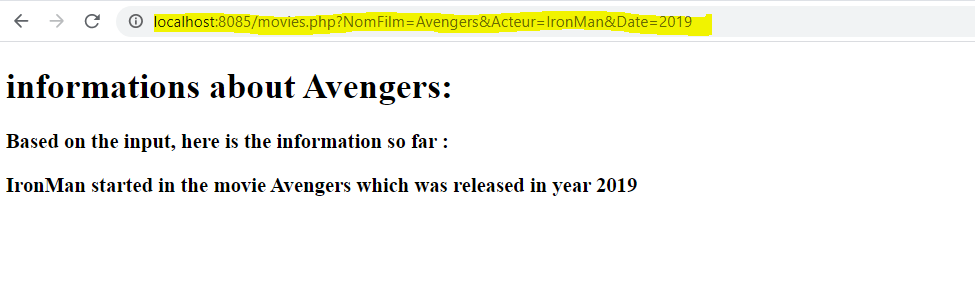 localhost:8085/movies.php?NomFilm=Avengers&Acteur=IronMan&Date=2019
informations about Avengers:
Based on the input, here is the information so far :
IronMan started in the movie Avengers which was released in year 2019